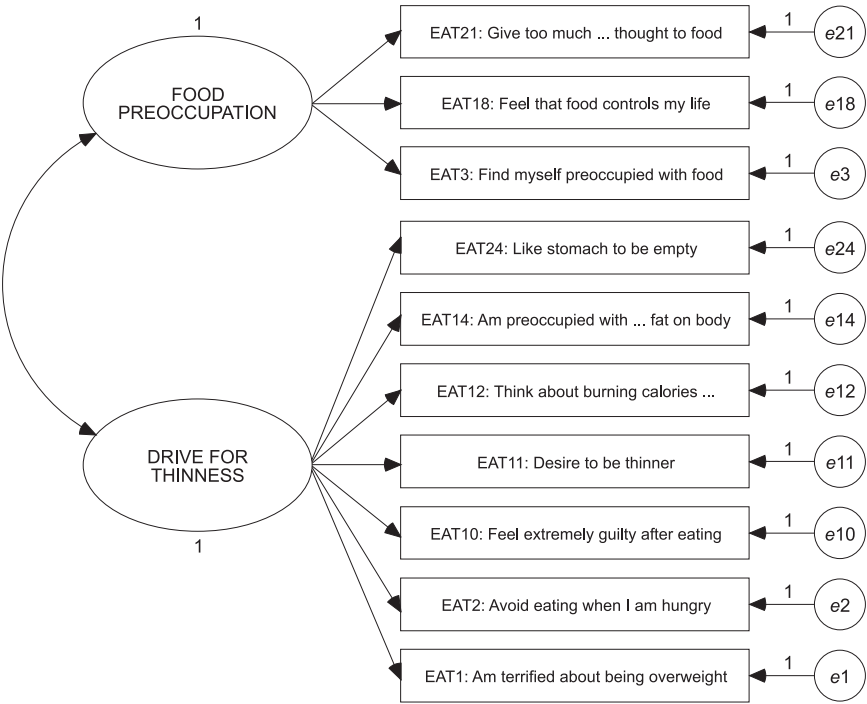 1
FOOD
PREOCCUPATION
EAT21: Give too much ... thought to food
1
e21
EAT18: Feel that food controls my life
1
e18
EAT3: Find myself preoccupied with food
1
e3
EAT24: Like stomach to be empty
1
e24
EAT14: Am preoccupied with ... fat on body
1
e14
EAT12: Think about burning calories ...
1
e12
DRIVE FOR
THINNESS
1
EAT11: Desire to be thinner
1
e11
EAT10: Feel extremely guilty after eating
1
e10
EAT2: Avoid eating when I am hungry
1
e2
EAT1: Am terrified about being overweight
1
e1